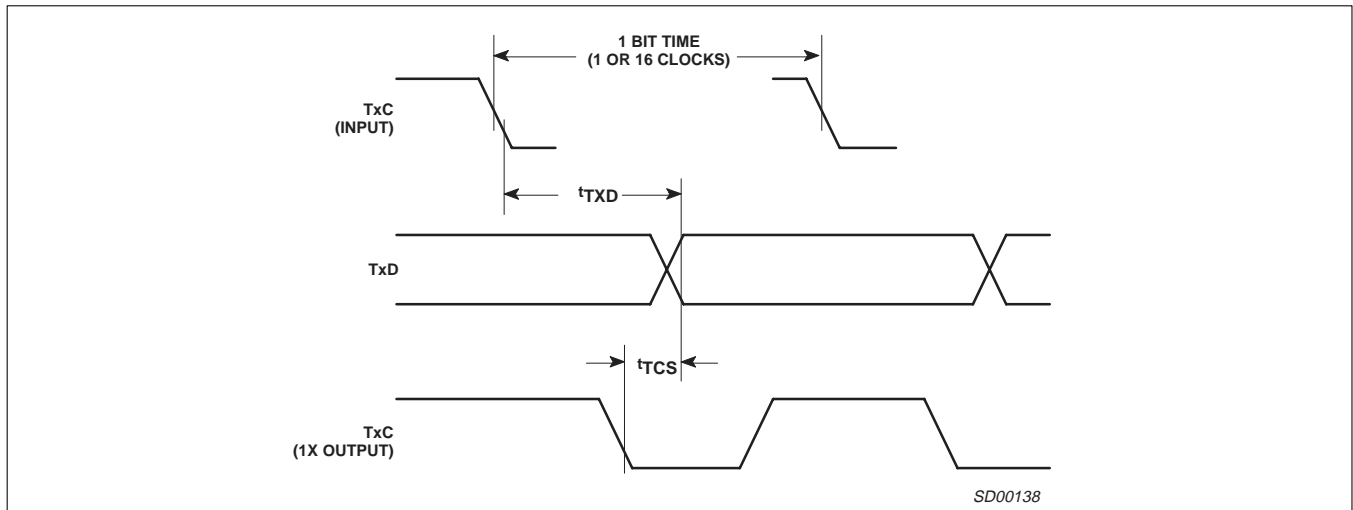 1 BIT TIME
(1 OR 16 CLOCKS)
TxC
(INPUT)
tTXD
TxD
tTCS
TxC
(1X OUTPUT)
SD00138